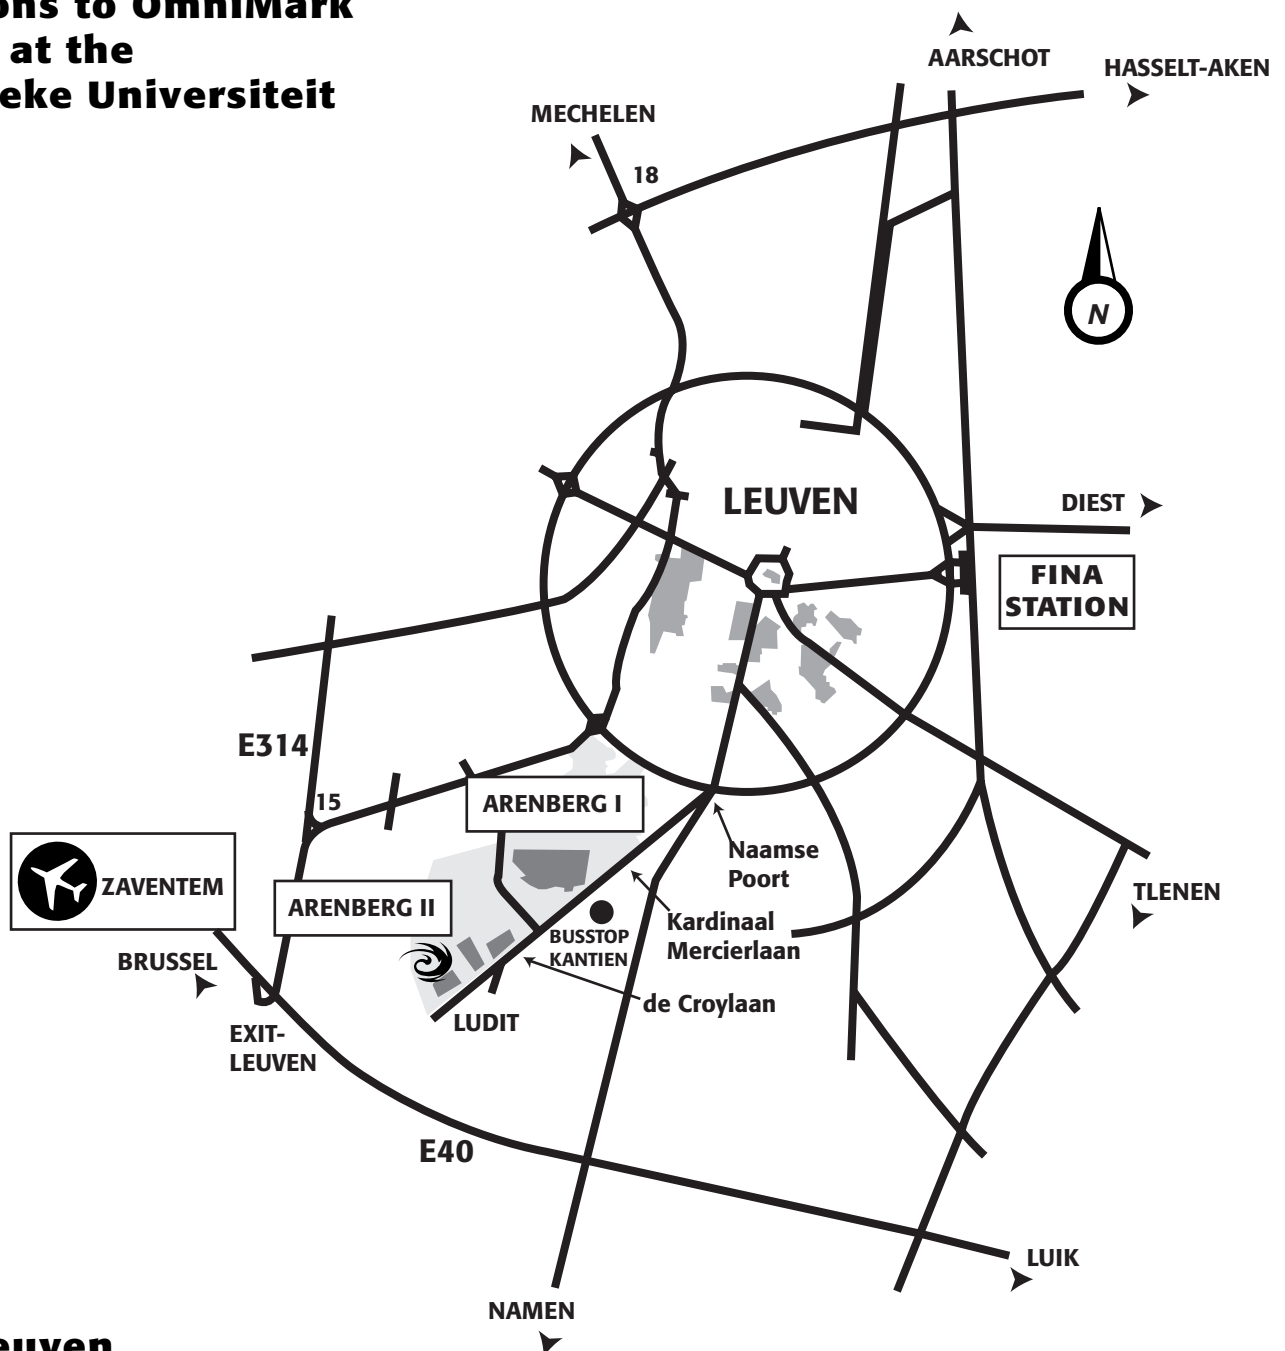 ons to OmniMark
at the
eke Universiteit
AARSCHOT
HASSELT-AKEN
MECHELEN
18
N
LEUVEN
DIEST
FINA
STATION
E314
15
ARENBERG I
ZAVENTEM
ARENBERG II
Naamse
Poort
TLENEN
Kardinaal
Mercierlaan
BUSSTOP
KANTIEN
BRUSSEL
de Croylaan
LUDIT
EXIT-
LEUVEN
E40
LUIK
NAMEN
euven